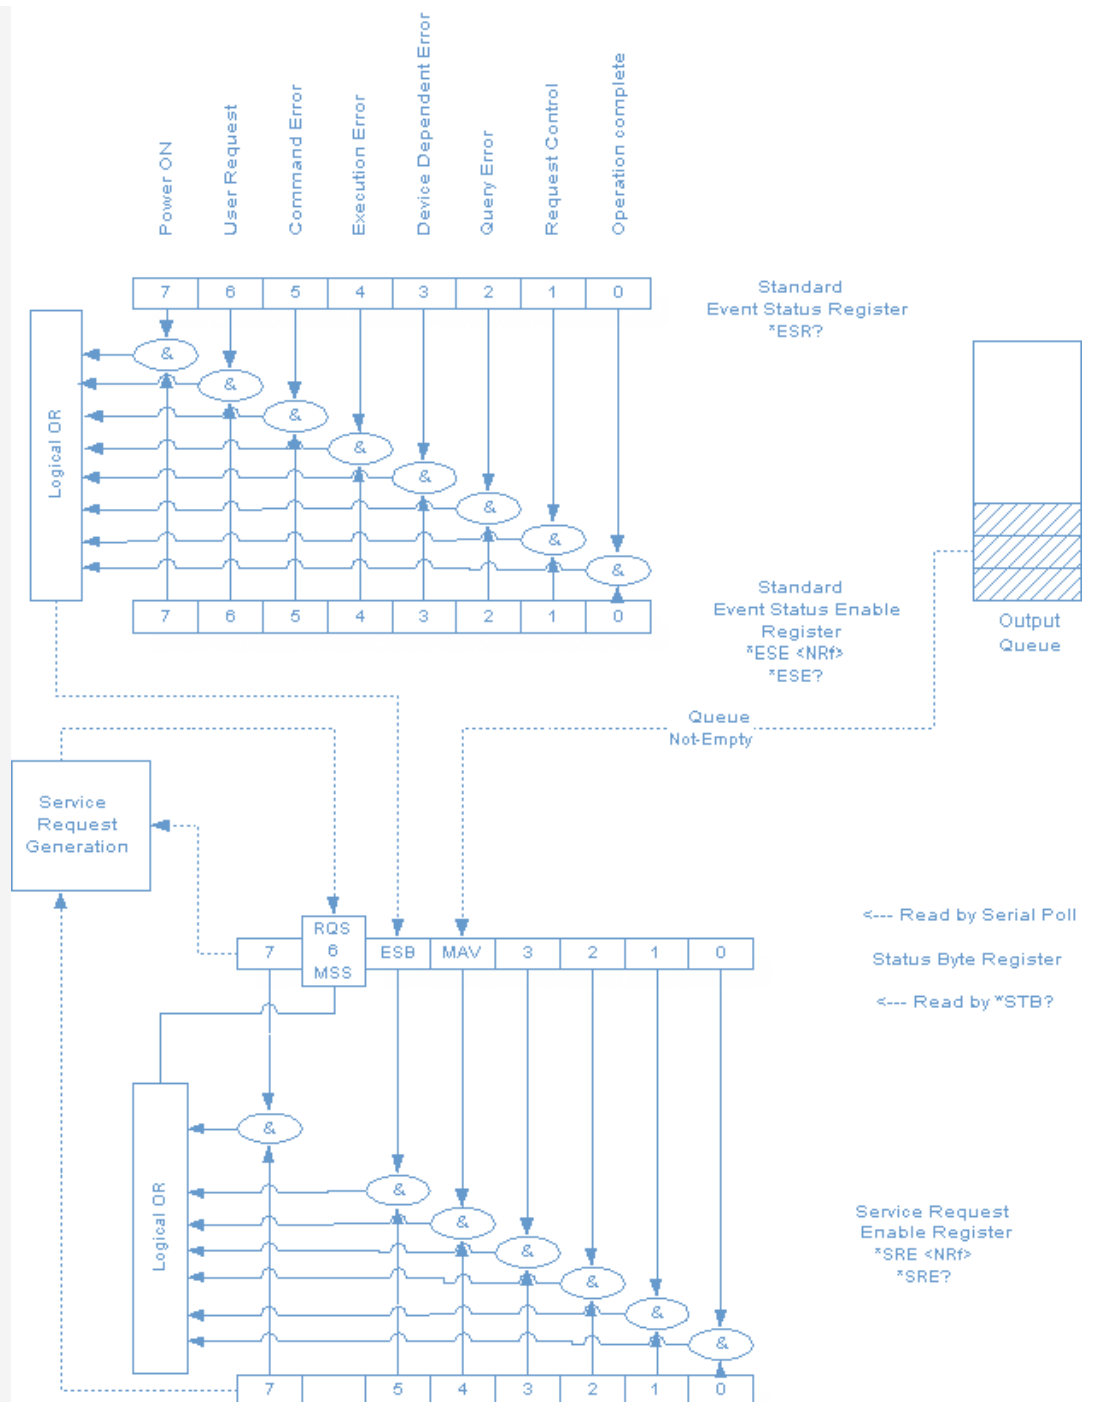 Power ON
User Request
Command Error
Execution Error
Device Dependent Error
Query Error
Request Control
Operation complete
7 6 5 4 3 2 1 0
Standard
Event Status Register
*ESR?
Logical OR
&
&
&
&
&
&
&
&
7 6 5 4 3 2 1 0
Standard
Event Status Enable
Register
*ESE <NRf>
*ESE?
Output
Queue
Queue
Not-Empty
Service
Request
Generation
RQS
7 6 ESB MAV 3 2 1 0
MSS
<--- Read by Serial Poll
Status Byte Register
<--- Read by *STB?
Logical OR
&
&
&
&
&
&
&
Service Request
Enable Register
*SRE <NRf>
*SRE?
7 5 4 3 2 1 0